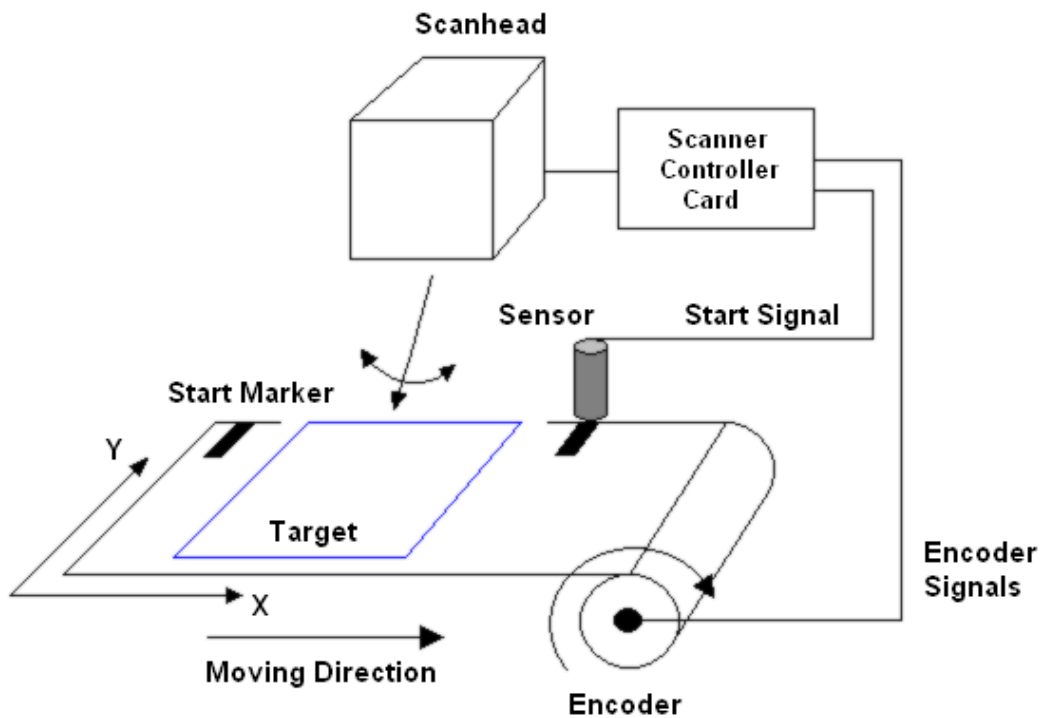 Scanhead
Scanner
Controller
Card
Sensor
Start Signal
Start Marker
Y
Target
X
Encoder
Signals
Moving Direction
Encoder